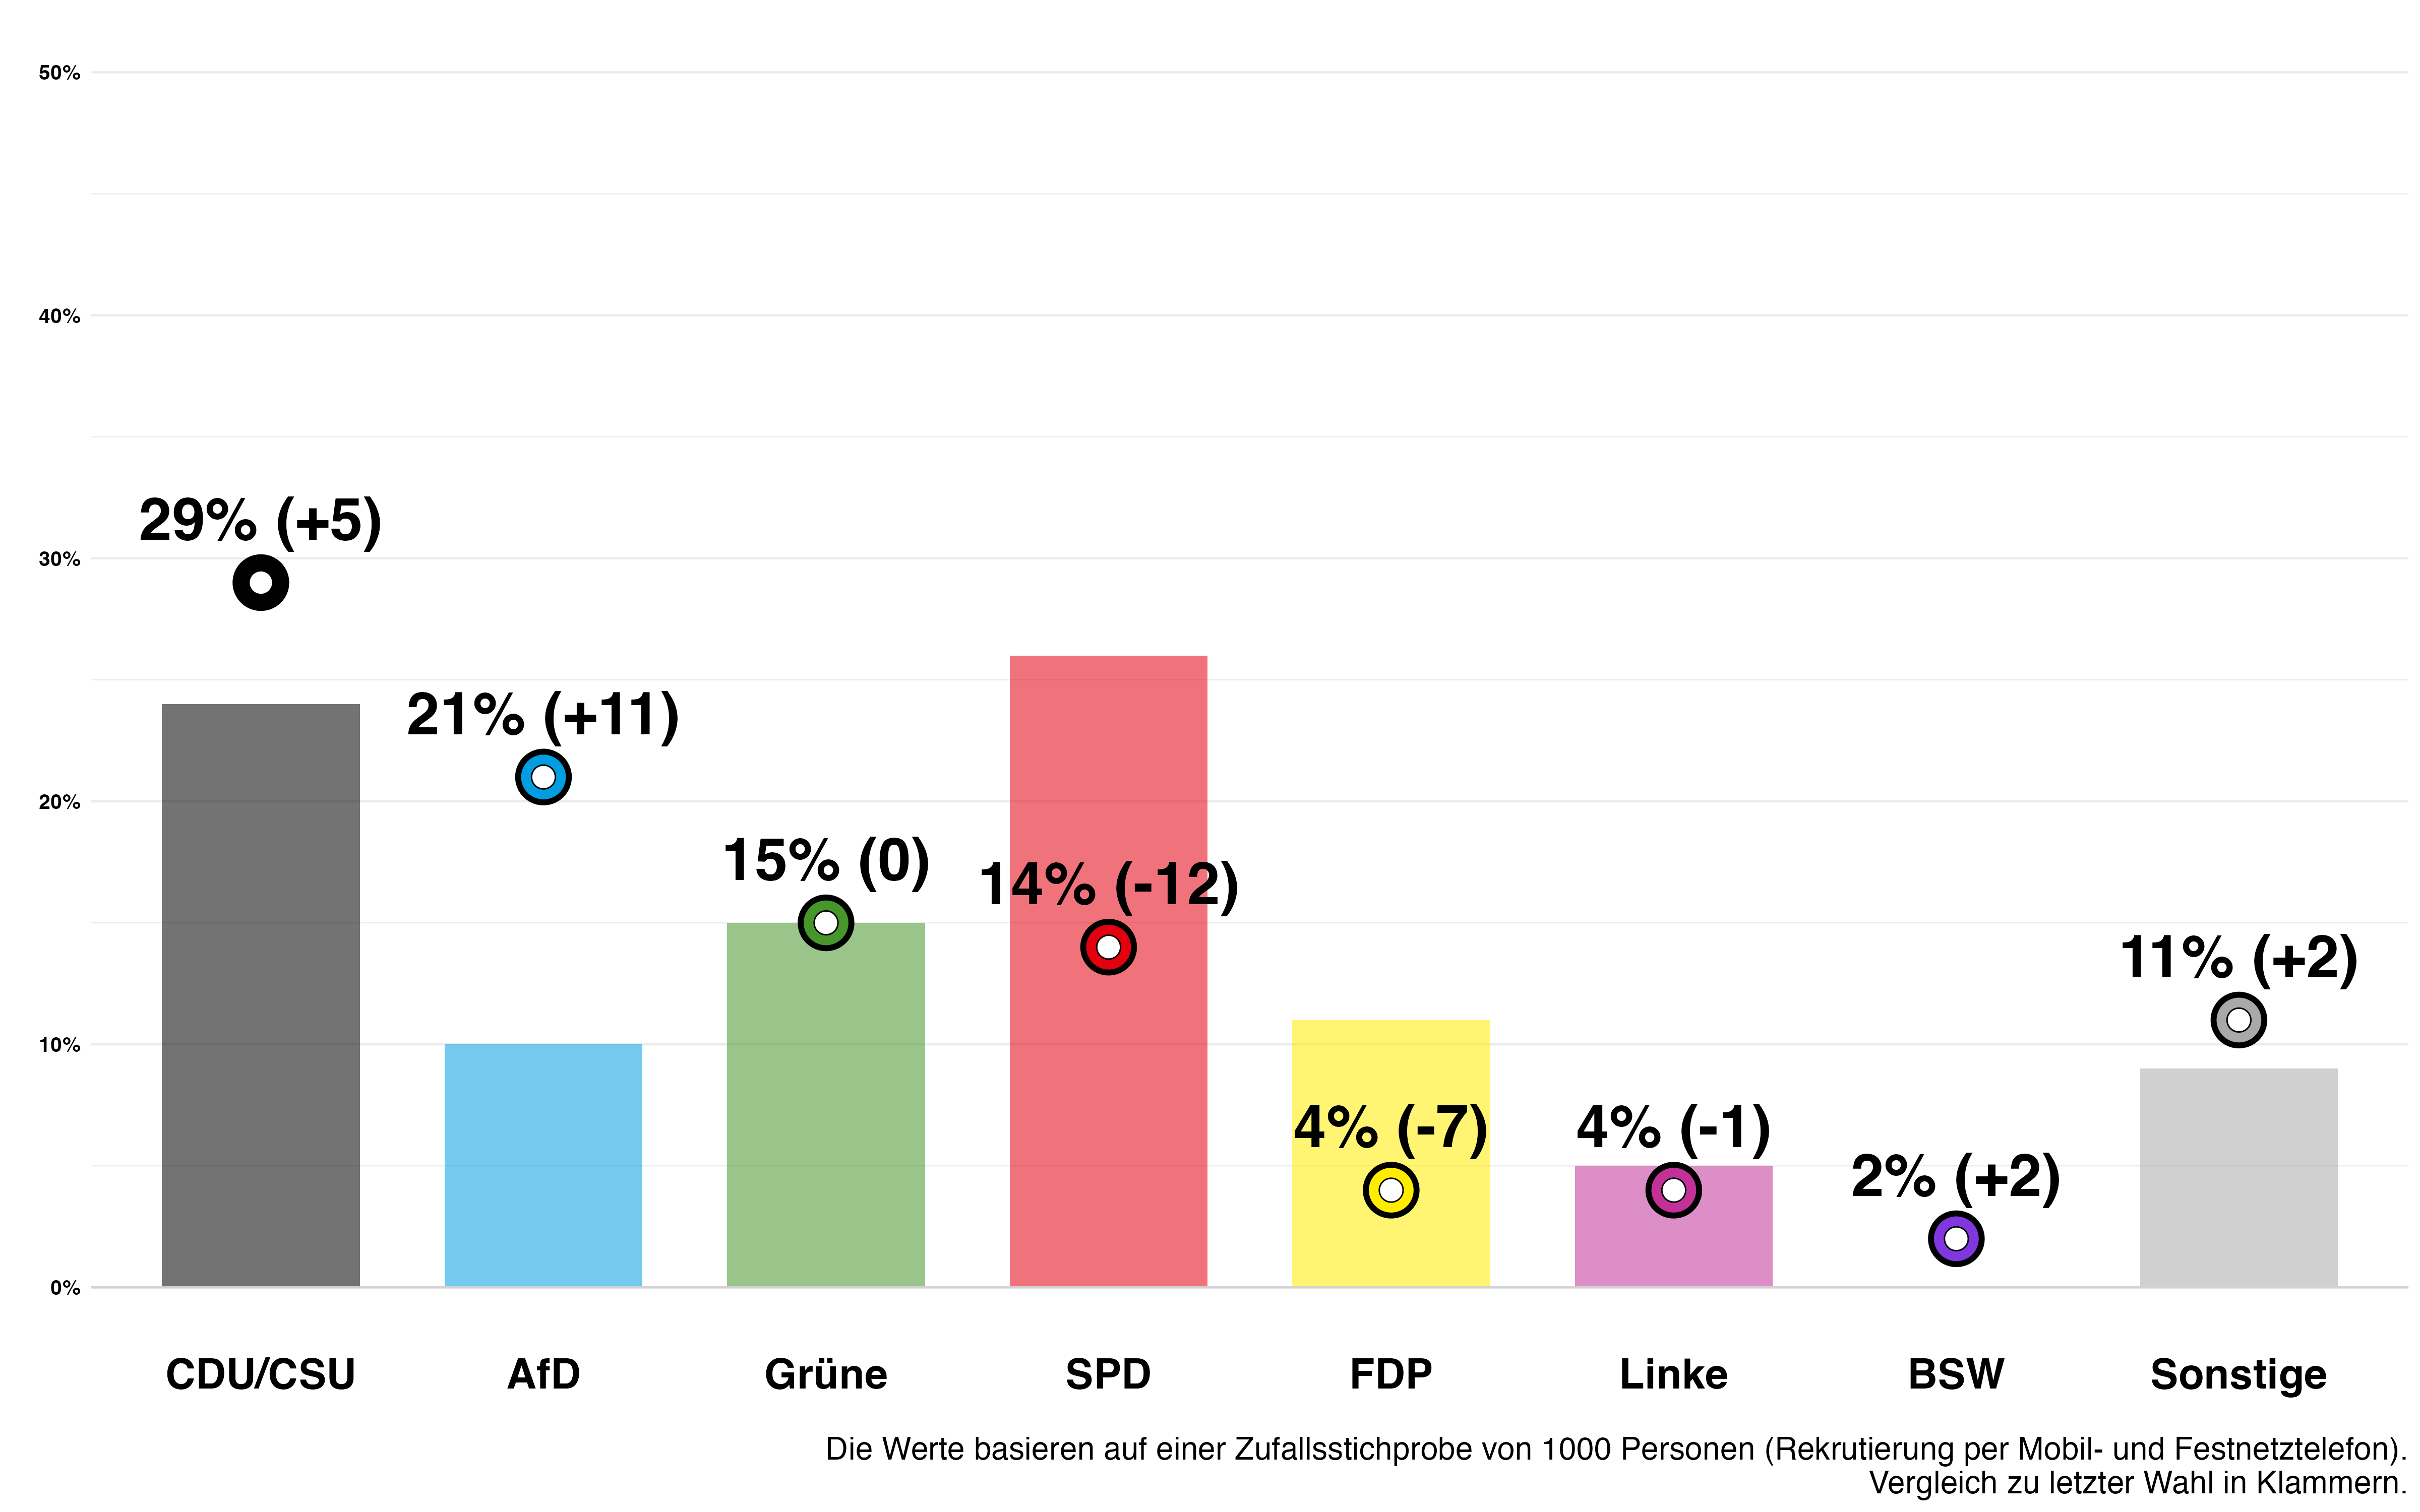 50%
40%
30%
20%
10%
0%
29% (+5)
21% (+11)
15% (0)
14% (-12)
4% (-7)
4% (-1)
2% (+2)
11% (+2)
CDU/CSU
AfD
Grüne
SPD
FDP
Linke
BSW
Sonstige
Die Werte basieren auf einer Zufallsstichprobe von 1000 Personen (Rekrutierung per Mobil- und Festnetztelefon).
Vergleich zu letzter Wahl in Klammern.